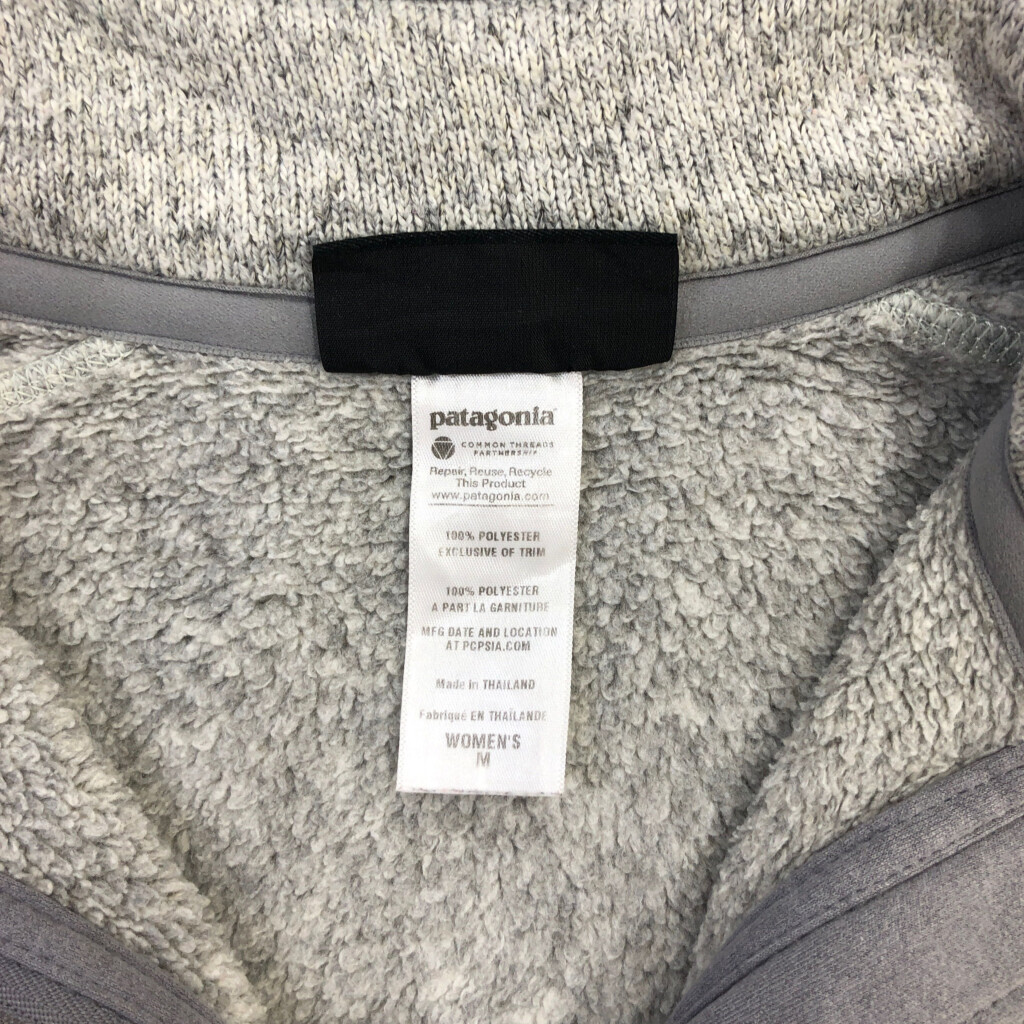 patagonia
COMMON THREADS
PARTNERSHIP
Repair, Reuse, Recycle
This Product
www.patagonia.com
100% POLYESTER
EXCLUSIVE OF TRIM
100% POLYESTER
A PART LA GARNITURE
MFG DATE AND LOCATION
AT PCPSIA.COM
Made in THAILAND
Fabriqué EN THAÏLANDE
WOMEN'S
M